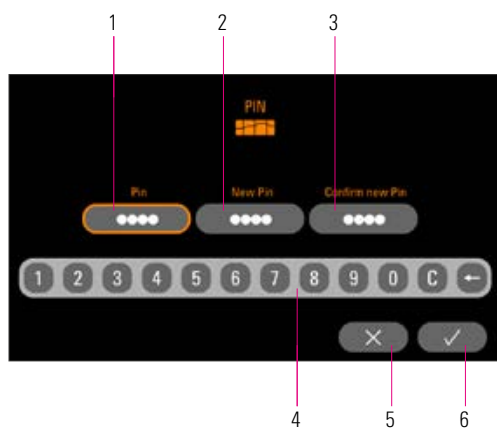 1 2 3
PIN
Pin New Pin Confirm new Pin
1 2 3 4 5 6 7 8 9 0 C ←
4 5 6